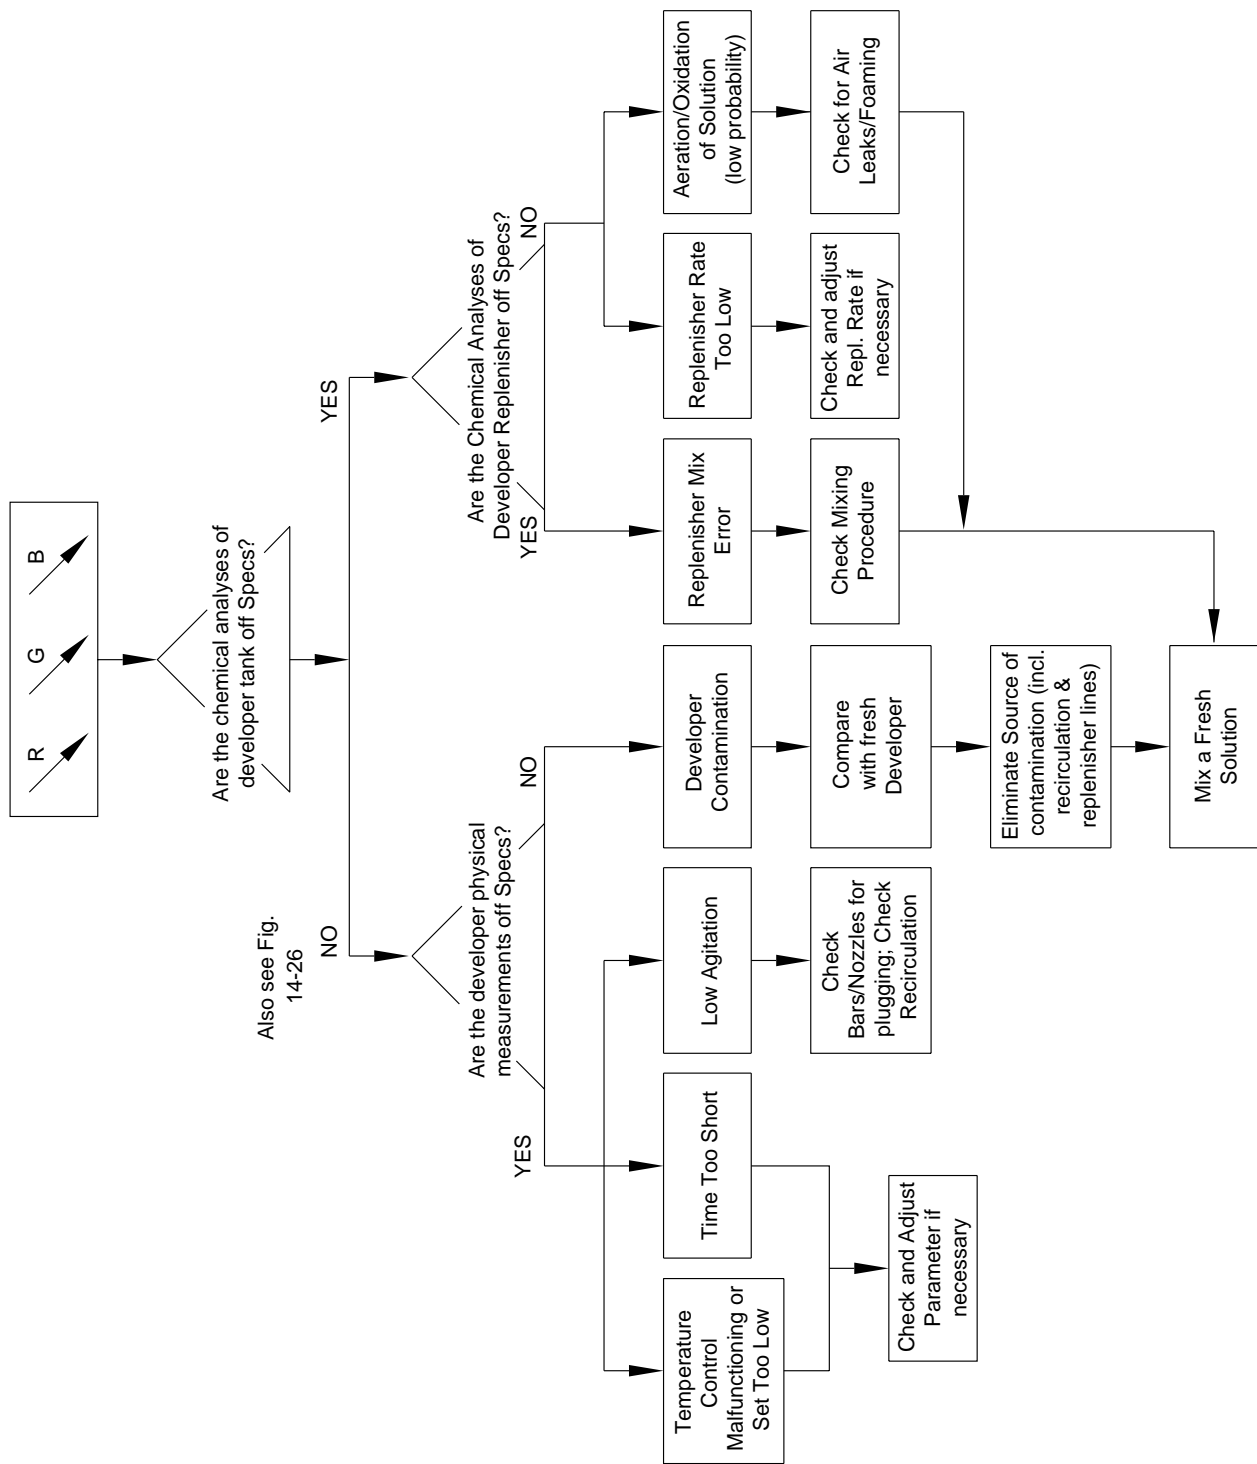 R
G
B
Are the chemical analyses of
developer tank off Specs?
Also see Fig.
14-26
NO
YES
Are the developer physical
measurements off Specs?
YES
NO
Are the Chemical Analyses of
Developer Replenisher off Specs?
YES
NO
Temperature
Control
Malfunctioning or
Set Too Low
Time Too Short
Low Agitation
Developer
Contamination
Replenisher Mix
Error
Replenisher Rate
Too Low
Aeration/Oxidation
of Solution
(low probability)
Check and Adjust
Parameter if
necessary
Check
Bars/Nozzles for
plugging; Check
Recirculation
Compare
with fresh
Developer
Check Mixing
Procedure
Check and adjust
Repl. Rate if
necessary
Check for Air
Leaks/Foaming
Eliminate Source of
contamination (incl.
recirculation &
replenisher lines)
Mix a Fresh
Solution